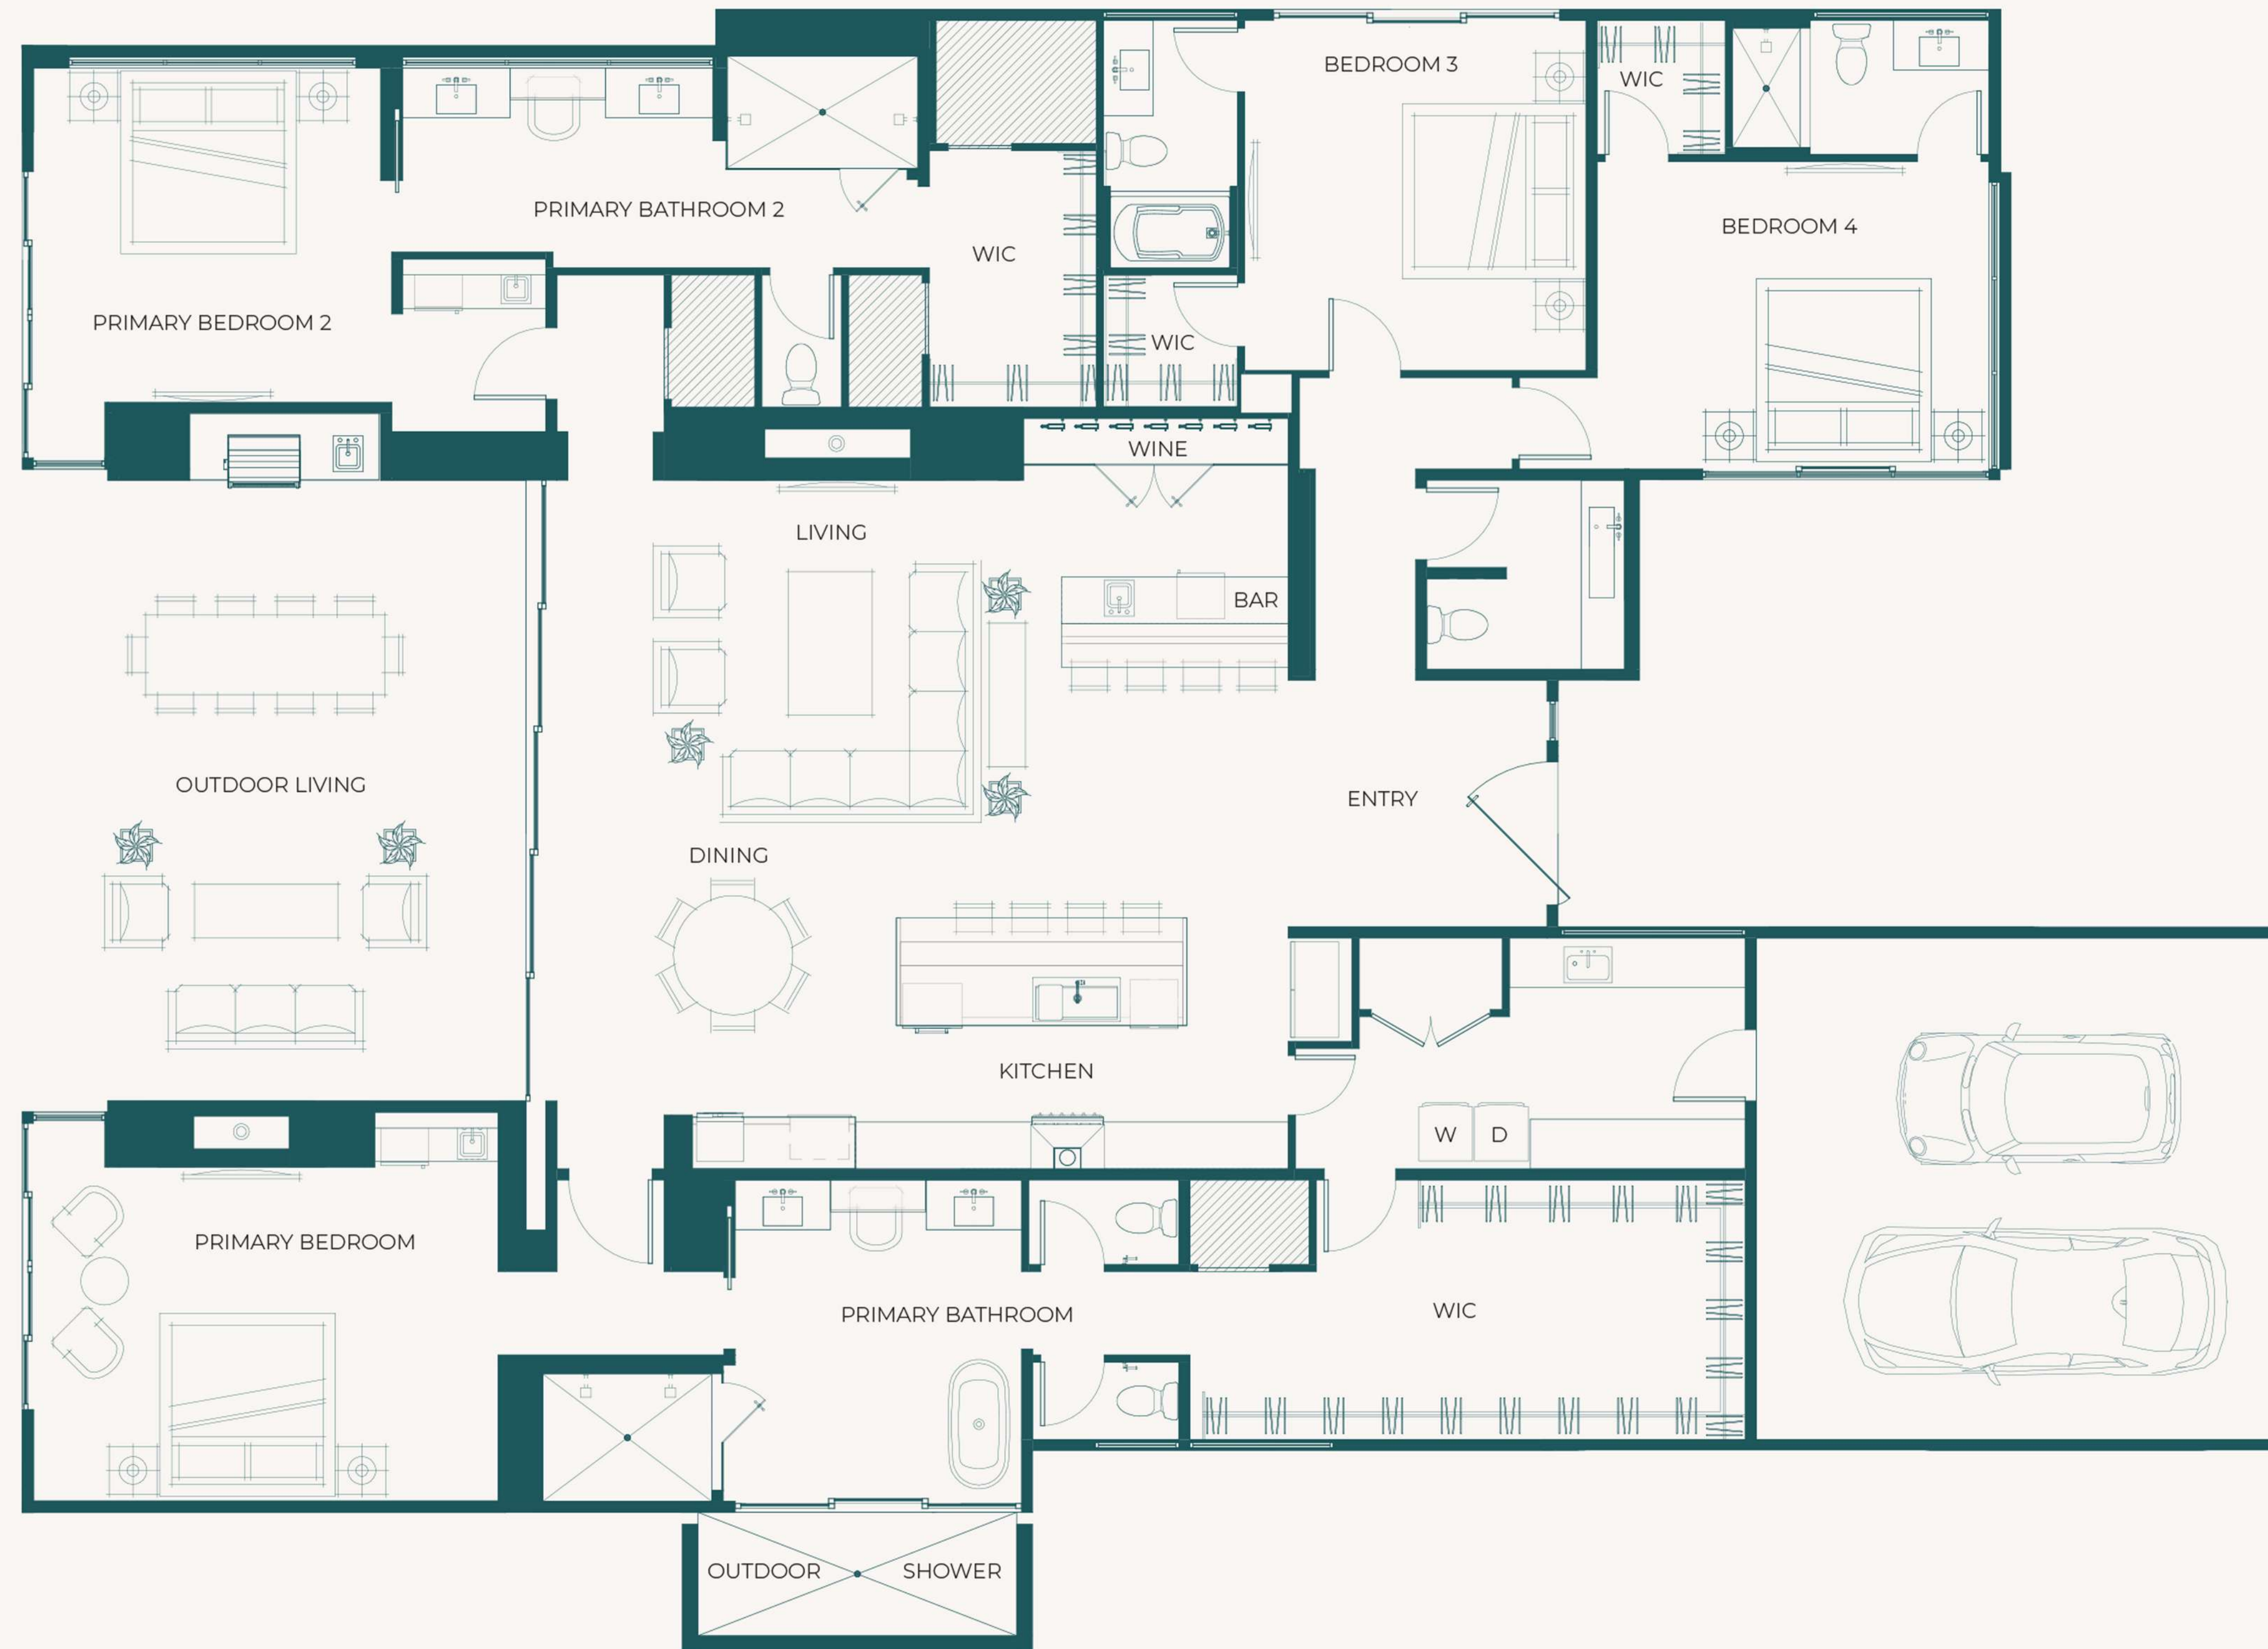 BEDROOM 3
WIC
PRIMARY BATHROOM 2
BEDROOM 4
WIC
PRIMARY BEDROOM 2
WIC
WINE
LIVING
BAR
OUTDOOR LIVING
ENTRY
DINING
KITCHEN
W D
PRIMARY BEDROOM
PRIMARY BATHROOM
WIC
OUTDOOR SHOWER